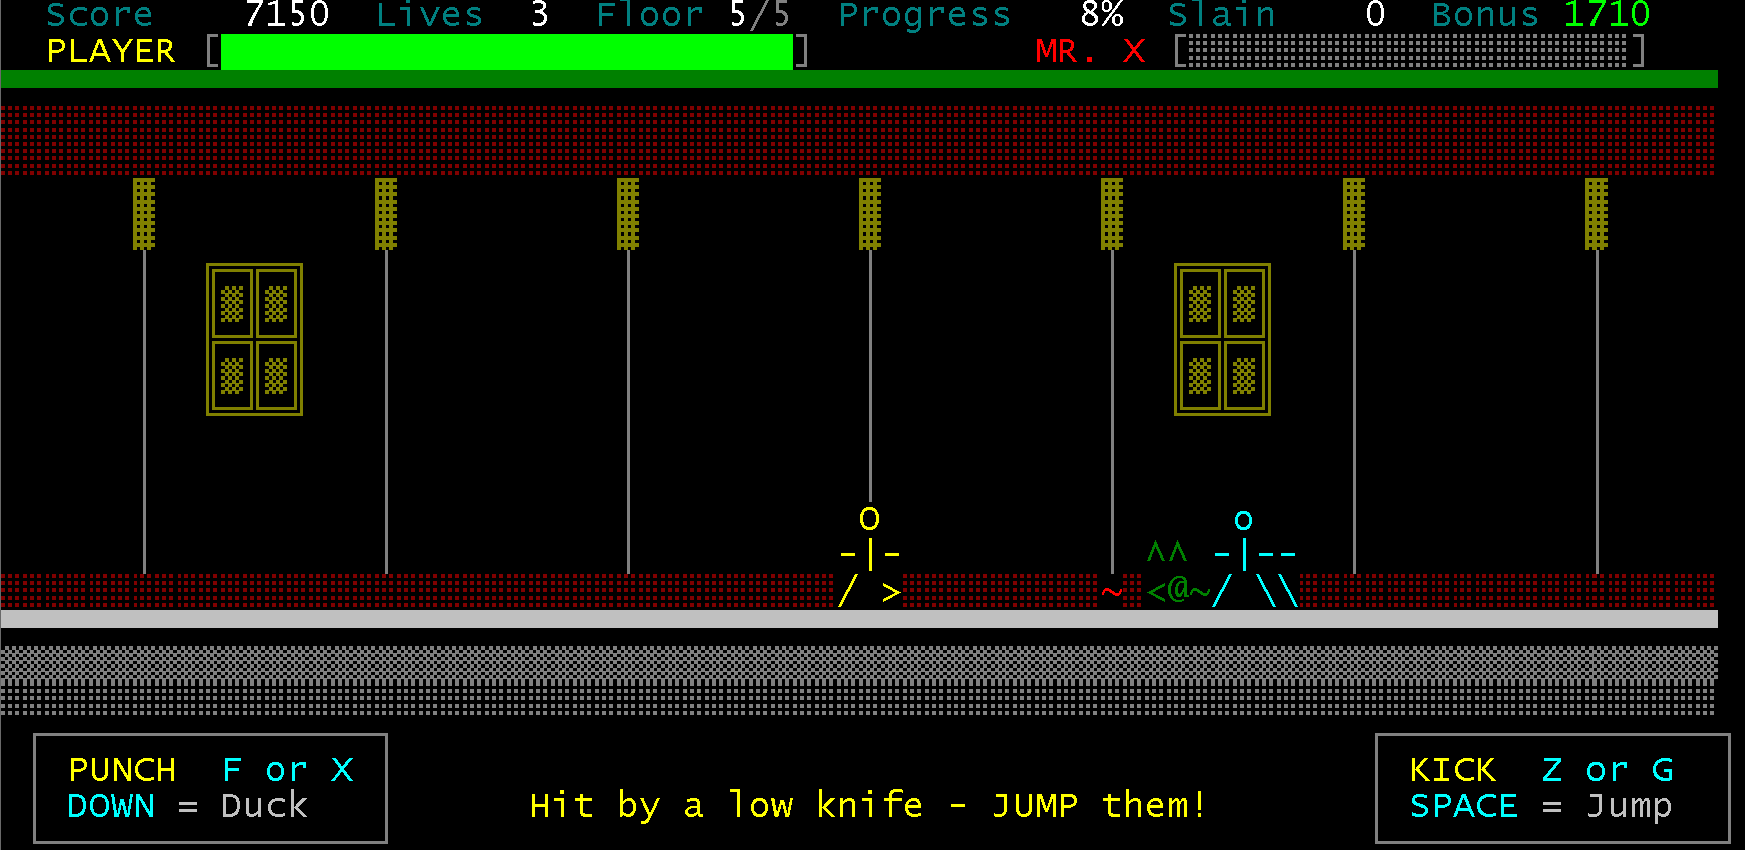 Score 7150 Lives 3 Floor 5/5 Progress 8% Slain 0 Bonus 1710
PLAYER [ ] MR. X [ ]
O o
-|- ^^ -|--
/ > ~ <@~/ \\
PUNCH F or X KICK Z or G
DOWN = Duck Hit by a low knife - JUMP them! SPACE = Jump